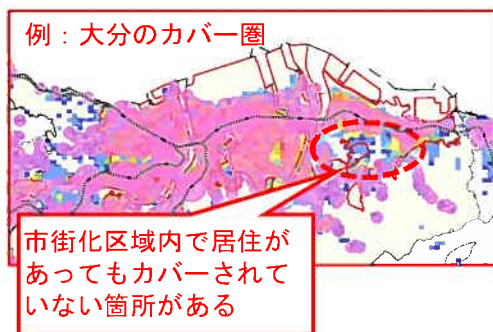 例：大分のカバー圏
市街化区域内で居住が
あってもカバーされて
いない箇所がある